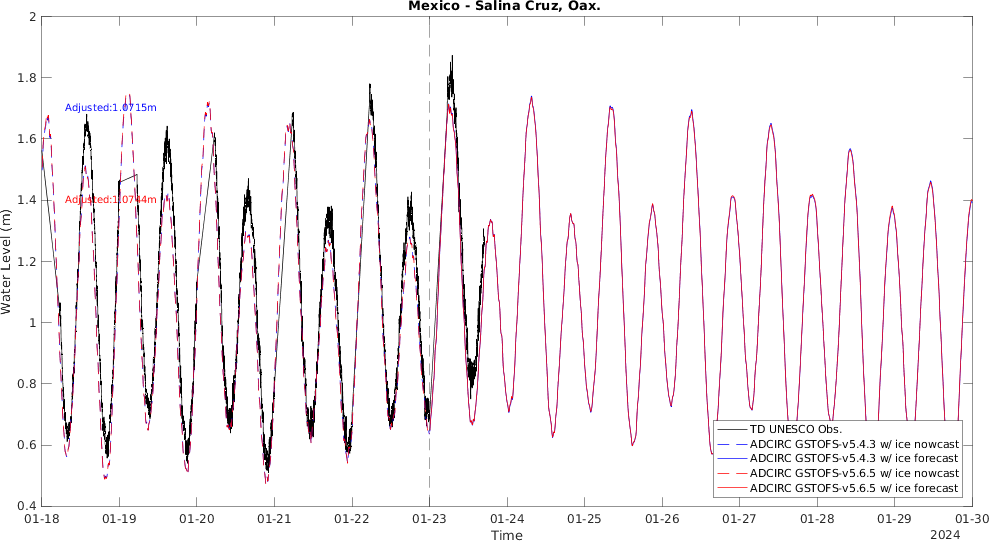 Mexico - Salina Cruz, Oax.
2
1.8
1.6
1.4
1.2
1
0.8
0.6
0.4
Water Level (m)
Adjusted:1.0715m
Adjusted:1.0744m
TD UNESCO Obs.
ADCIRC GSTOFS-v5.4.3 w/ ice nowcast
ADCIRC GSTOFS-v5.4.3 w/ ice forecast
ADCIRC GSTOFS-v5.6.5 w/ ice nowcast
ADCIRC GSTOFS-v5.6.5 w/ ice forecast
01-18 01-19 01-20 01-21 01-22 01-23 01-24 01-25 01-26 01-27 01-28 01-29 01-30
Time
2024